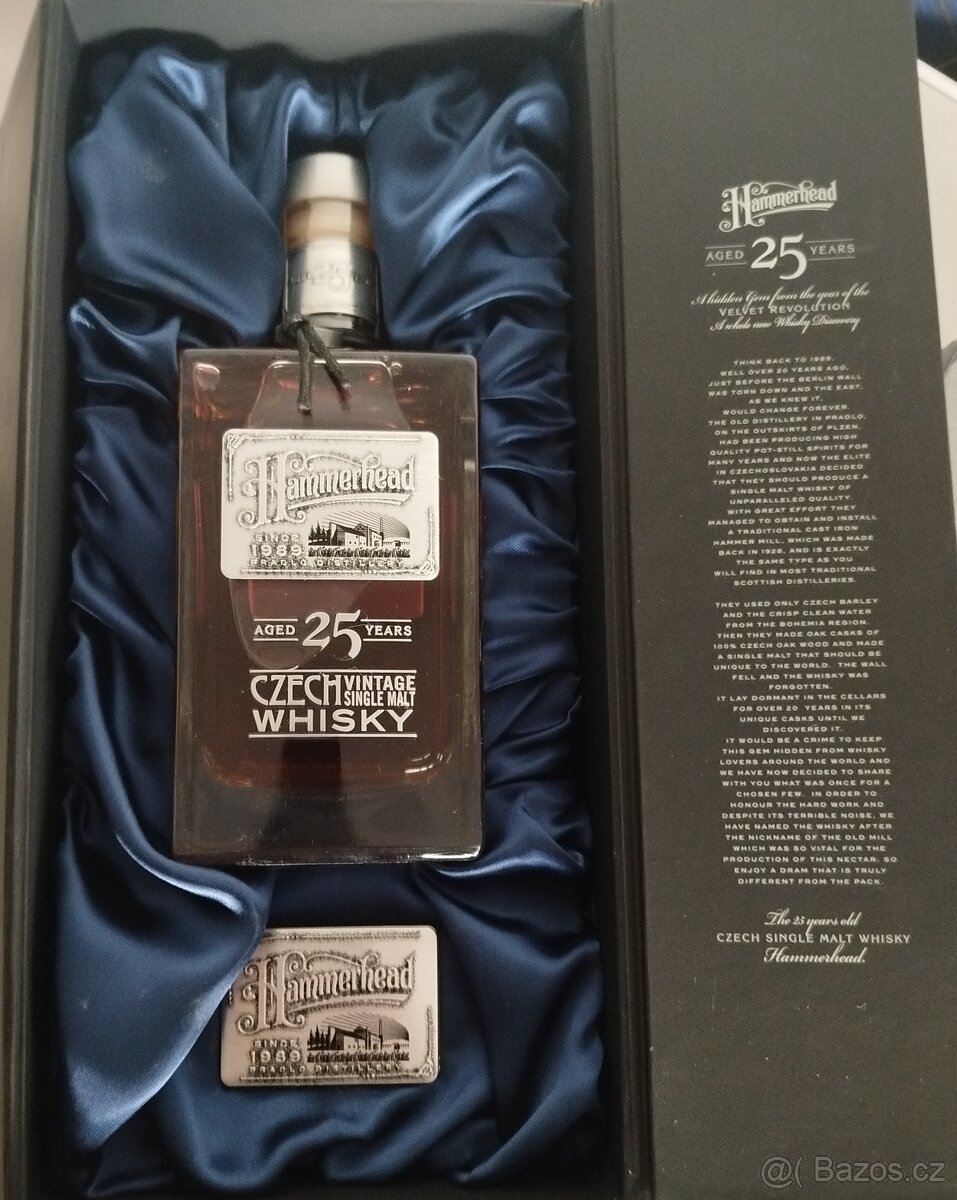 25
Hammerhead
SINCE
1989
PRADLO DISTILLERY
AGED 25 YEARS
CZECH VINTAGE
SINGLE MALT
WHISKY
Hammerhead
SINCE
1989
PRADLO DISTILLERY
Hammerhead
AGED 25 YEARS
A hidden Gem from the year of the
VELVET REVOLUTION
A whole new Whisky Discovery
THINK BACK TO 1989,
WELL OVER 20 YEARS AGO,
JUST BEFORE THE BERLIN WALL
WAS TORN DOWN AND THE EAST,
AS WE KNEW IT,
WOULD CHANGE FOREVER.
THE OLD DISTILLERY IN PRADLO,
ON THE OUTSKIRTS OF PLZEN,
HAD BEEN PRODUCING HIGH
QUALITY POT-STILL SPIRITS FOR
MANY YEARS AND NOW THE ELITE
IN CZECHOSLOVAKIA DECIDED
THAT THEY SHOULD PRODUCE A
SINGLE MALT WHISKY OF
UNPARALLELED QUALITY.
WITH GREAT EFFORT THEY
MANAGED TO OBTAIN AND INSTALL
A TRADITIONAL CAST IRON
HAMMER MILL, WHICH WAS MADE
BACK IN 1928, AND IS EXACTLY
THE SAME TYPE AS YOU
WILL FIND IN MOST TRADITIONAL
SCOTTISH DISTILLERIES.
THEY USED ONLY CZECH BARLEY
AND THE CRISP CLEAN WATER
FROM THE BOHEMIA REGION.
THEN THEY MADE OAK CASKS OF
100% CZECH OAK WOOD AND MADE
A SINGLE MALT THAT SHOULD BE
UNIQUE TO THE WORLD. THE WALL
FELL AND THE WHISKY WAS
FORGOTTEN.
IT LAY DORMANT IN THE CELLARS
FOR OVER 20 YEARS IN ITS
UNIQUE CASKS UNTIL WE
DISCOVERED IT.
IT WOULD BE A CRIME TO KEEP
THIS GEM HIDDEN FROM WHISKY
LOVERS AROUND THE WORLD AND
WE HAVE NOW DECIDED TO SHARE
WITH YOU WHAT WAS ONCE FOR A
CHOSEN FEW. IN ORDER TO
HONOUR THE HARD WORK AND
DESPITE ITS TERRIBLE NOISE, WE
HAVE NAMED THE WHISKY AFTER
THE NICKNAME OF THE OLD MILL
WHICH WAS SO VITAL FOR THE
PRODUCTION OF THIS NECTAR. SO
ENJOY A DRAM THAT IS TRULY
DIFFERENT FROM THE PACK.
The 25 years old
CZECH SINGLE MALT WHISKY
Hammerhead.
@( Bazos.cz